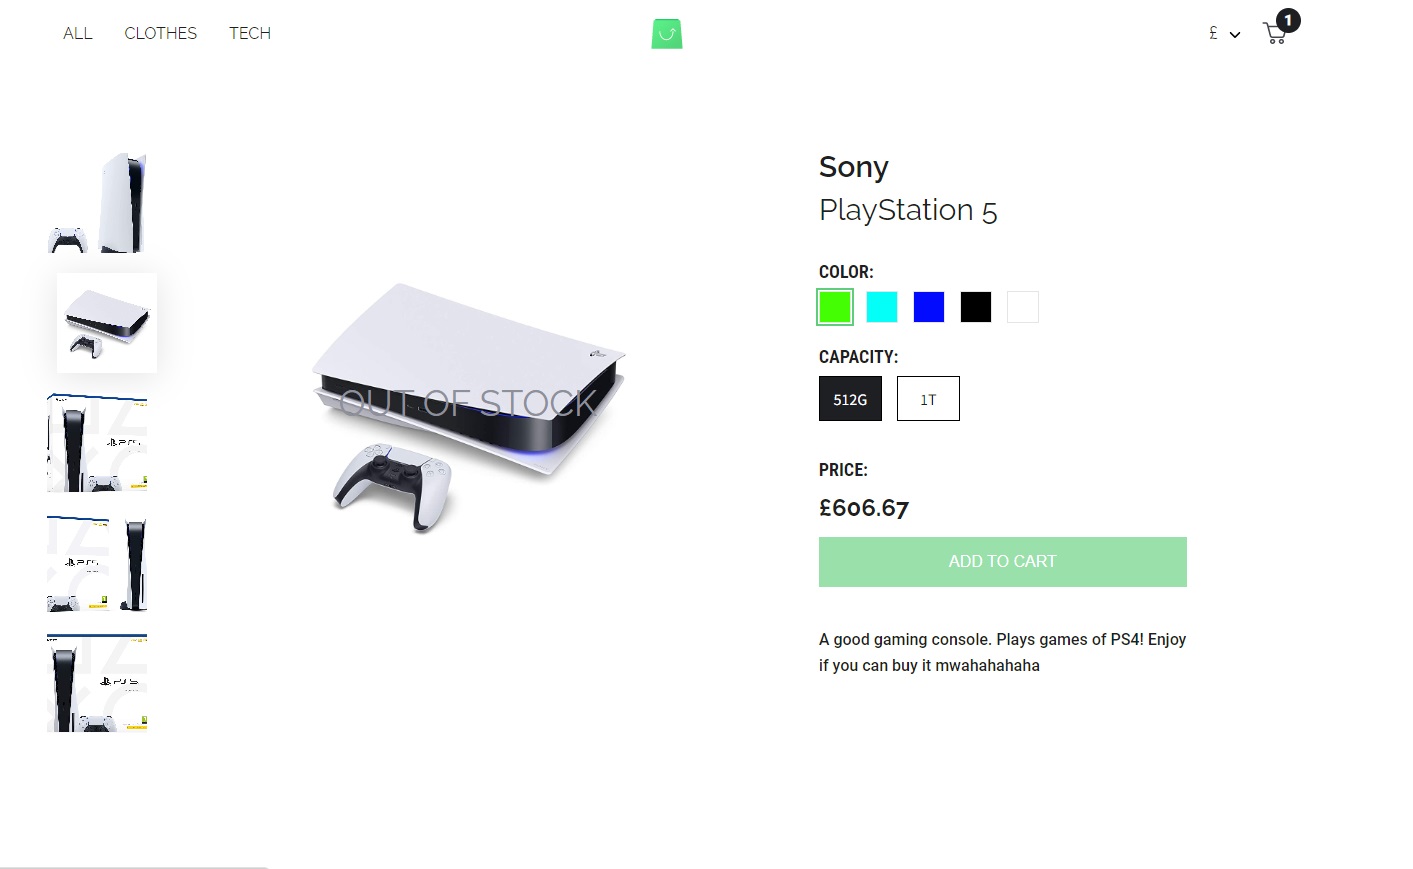 ALL CLOTHES TECH
£
1
OUT OF STOCK
Sony
PlayStation 5
COLOR:
CAPACITY:
512G 1T
PRICE:
£606.67
ADD TO CART
A good gaming console. Plays games of PS4! Enjoy
if you can buy it mwahahahaha